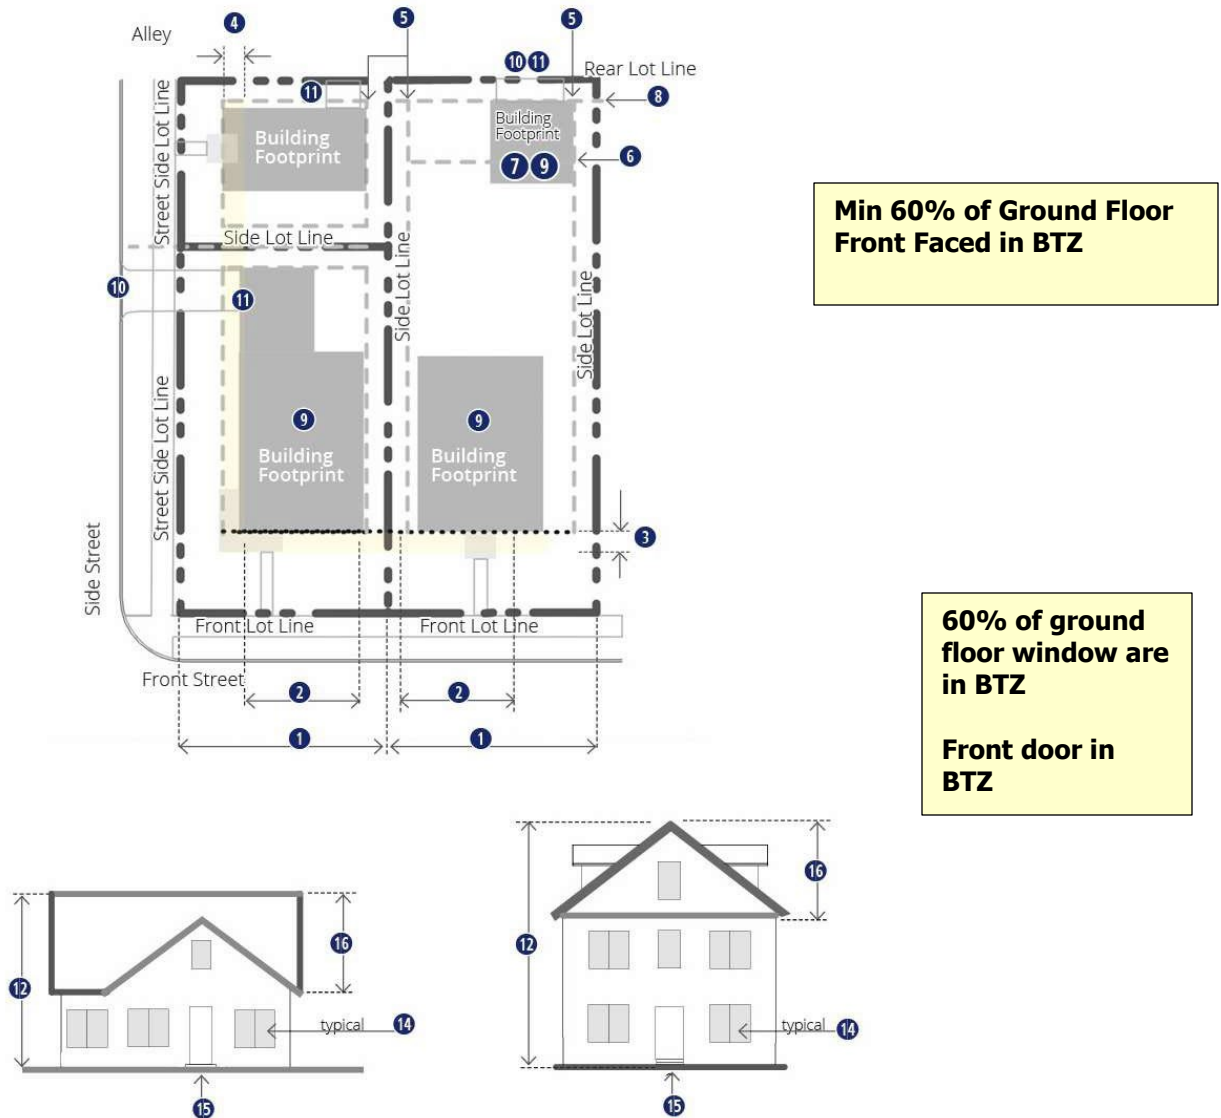 4
5
5
Alley
10 11
Rear Lot Line
11
8
Building
Footprint
Building
Footprint
7 9
6
Street Side Lot Line
Side Lot Line
Side Lot Line
Side Lot Line
10
11
9
Building
Footprint
9
Building
Footprint
Street Side Lot Line
3
Side Street
Front Lot Line
Front Lot Line
Front Street
2
2
1
1
Min 60% of Ground Floor
Front Faced in BTZ
60% of ground
floor window are
in BTZ
Front door in
BTZ
12
16
typical
14
15
12
16
typical
14
15